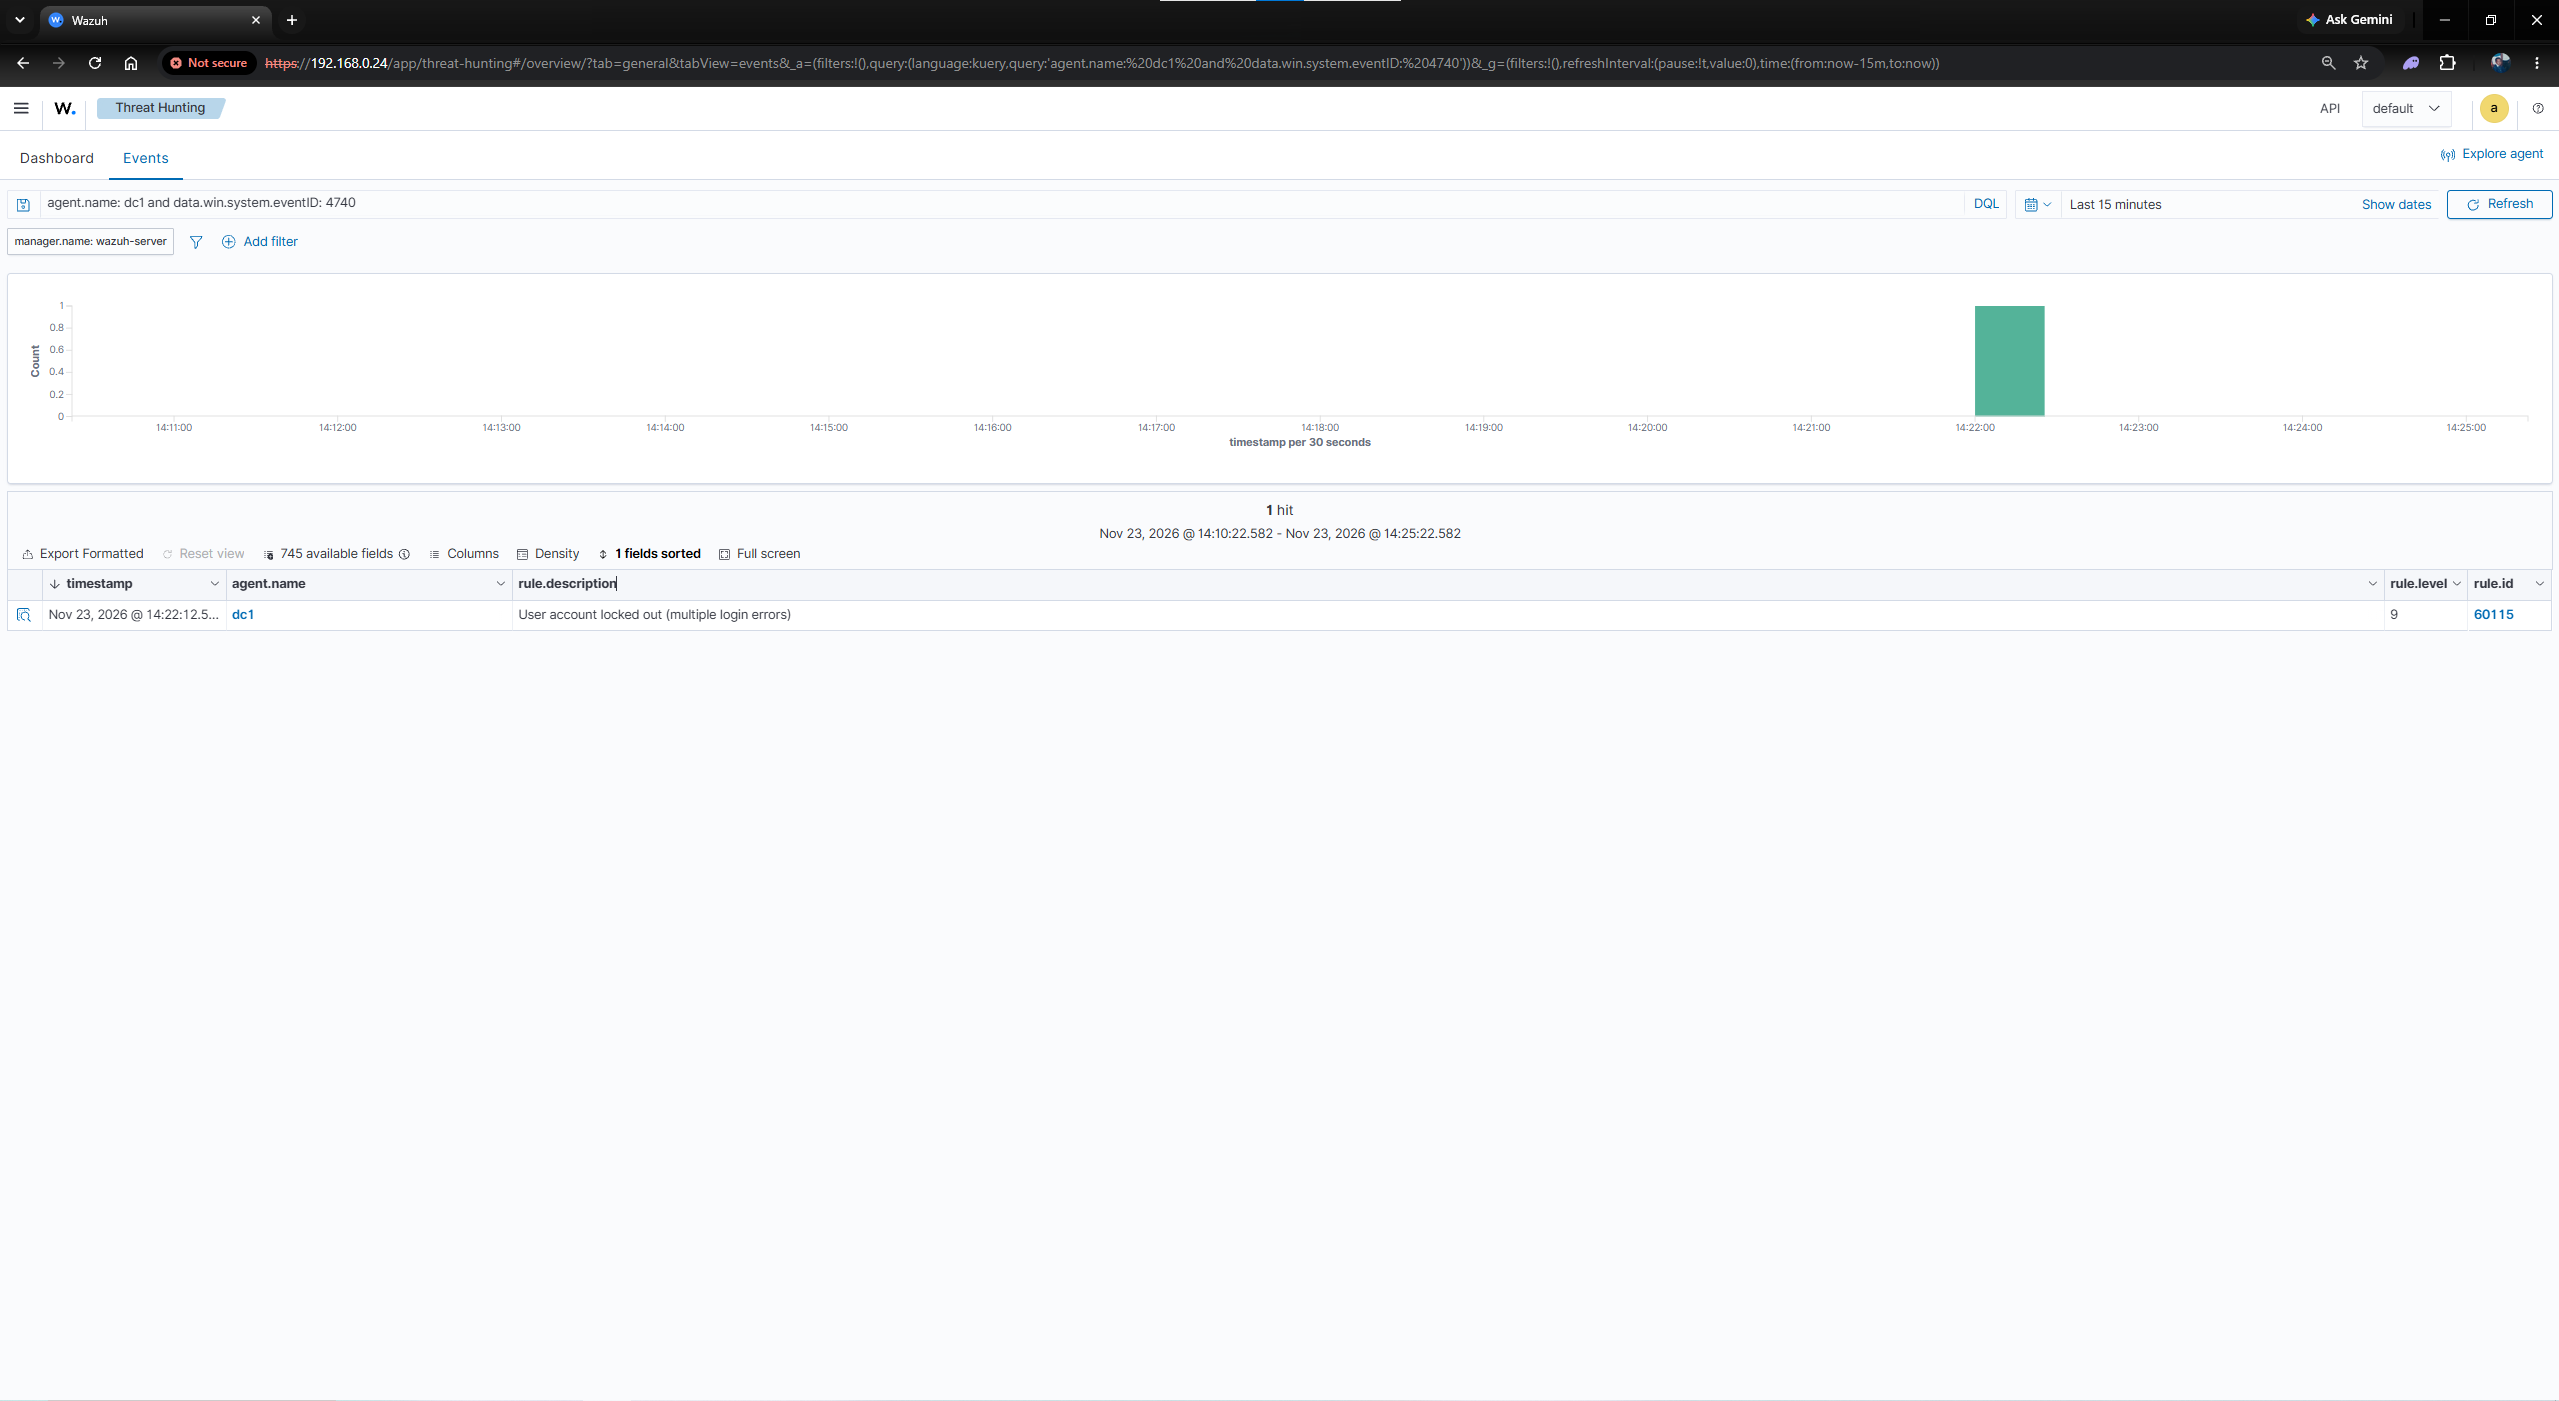 Wazuh
Ask Gemini
Not secure https://192.168.0.24/app/threat-hunting#/overview/?tab=general&tabView=events&_a=(filters:!(),query:(language:kuery,query:'agent.name:%20dc1%20and%20data.win.system.eventID:%204740'))&_g=(filters:!(),refreshInterval:(pause:!t,value:0),time:(from:now-15m,to:now))
W. Threat Hunting API default a
Dashboard Events Explore agent
agent.name: dc1 and data.win.system.eventID: 4740 DQL Last 15 minutes Show dates Refresh
manager.name: wazuh-server Add filter
Count
1
0.8
0.6
0.4
0.2
0
14:11:00 14:12:00 14:13:00 14:14:00 14:15:00 14:16:00 14:17:00 14:18:00 14:19:00 14:20:00 14:21:00 14:22:00 14:23:00 14:24:00 14:25:00
timestamp per 30 seconds
1 hit
Nov 23, 2026 @ 14:10:22.582 - Nov 23, 2026 @ 14:25:22.582
Export Formatted Reset view 745 available fields Columns Density 1 fields sorted Full screen
timestamp agent.name rule.description rule.level rule.id
Nov 23, 2026 @ 14:22:12.5... dc1 User account locked out (multiple login errors) 9 60115